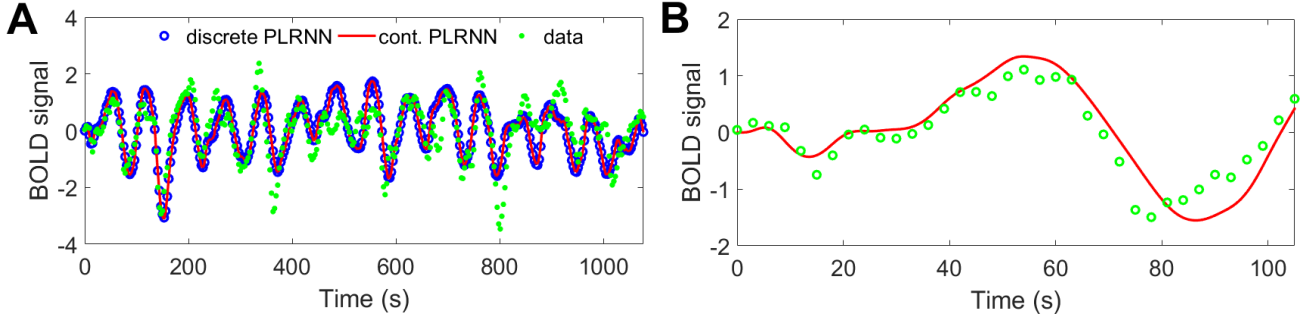 A
discrete PLRNN
cont. PLRNN
data
BOLD signal
4
2
0
-2
-4
0
200
400
600
800
1000
Time (s)
B
BOLD signal
2
1
0
-1
-2
0
20
40
60
80
100
Time (s)